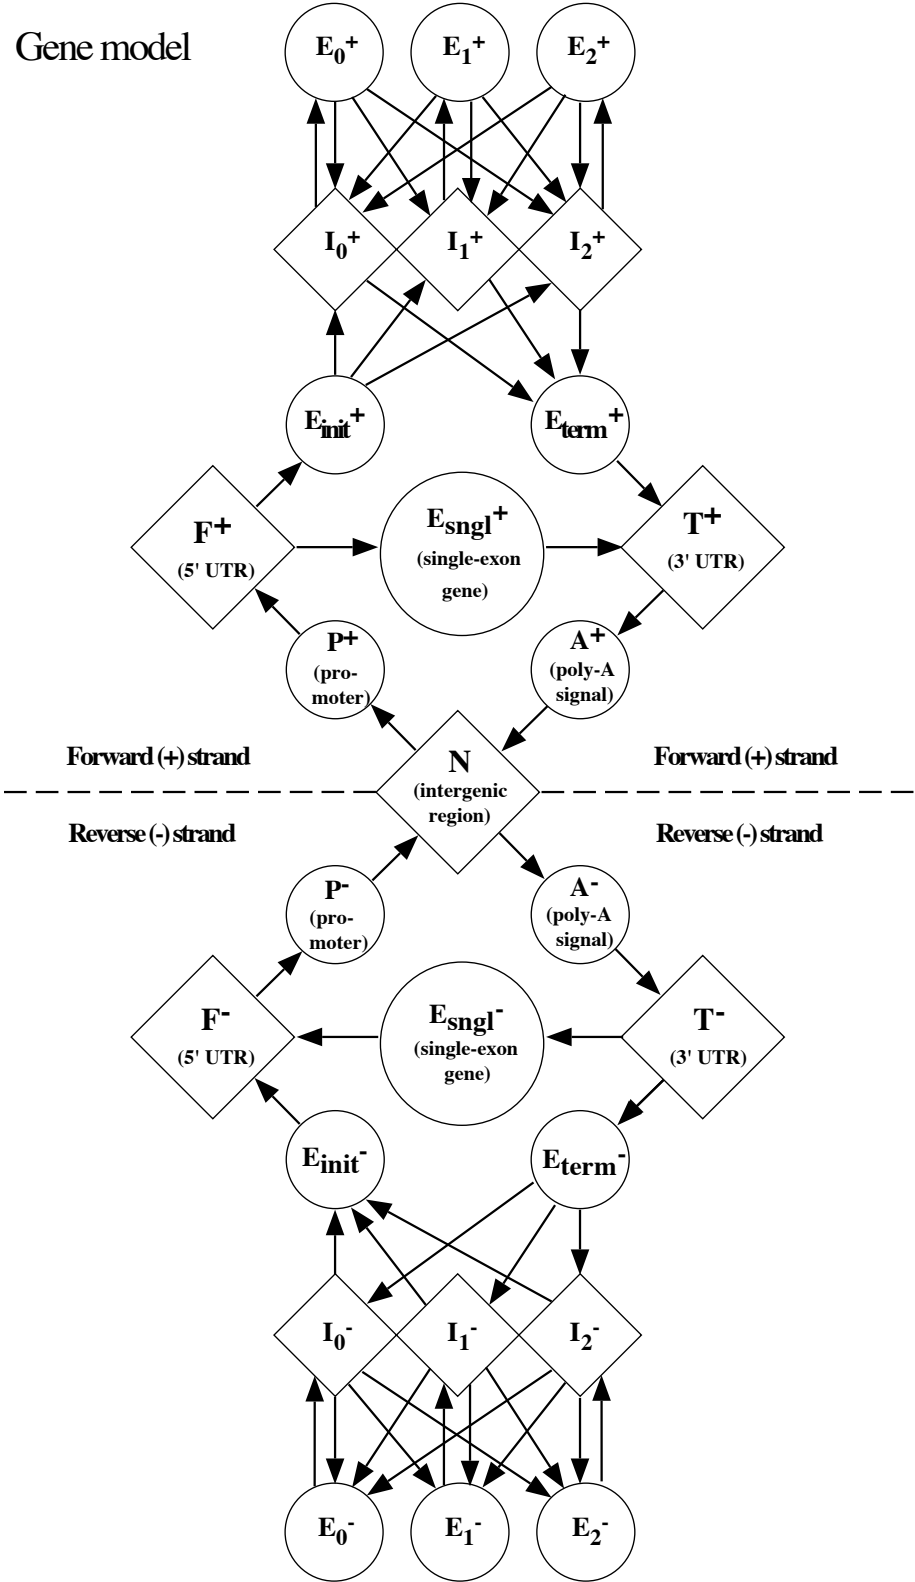 Gene model
E0+ E1+ E2+
I0+ I1+ I2+
Einit+ Eterm+
F+
(5' UTR)
Esngl+
(single-exon
gene)
T+
(3' UTR)
P+
(pro-
moter)
A+
(poly-A
signal)
Forward (+) strand
N
(intergenic
region)
Forward (+) strand
Reverse (-) strand
Reverse (-) strand
P-
(pro-
moter)
A-
(poly-A
signal)
F-
(5' UTR)
Esngl-
(single-exon
gene)
T-
(3' UTR)
Einit- Eterm-
I0- I1- I2-
E0- E1- E2-